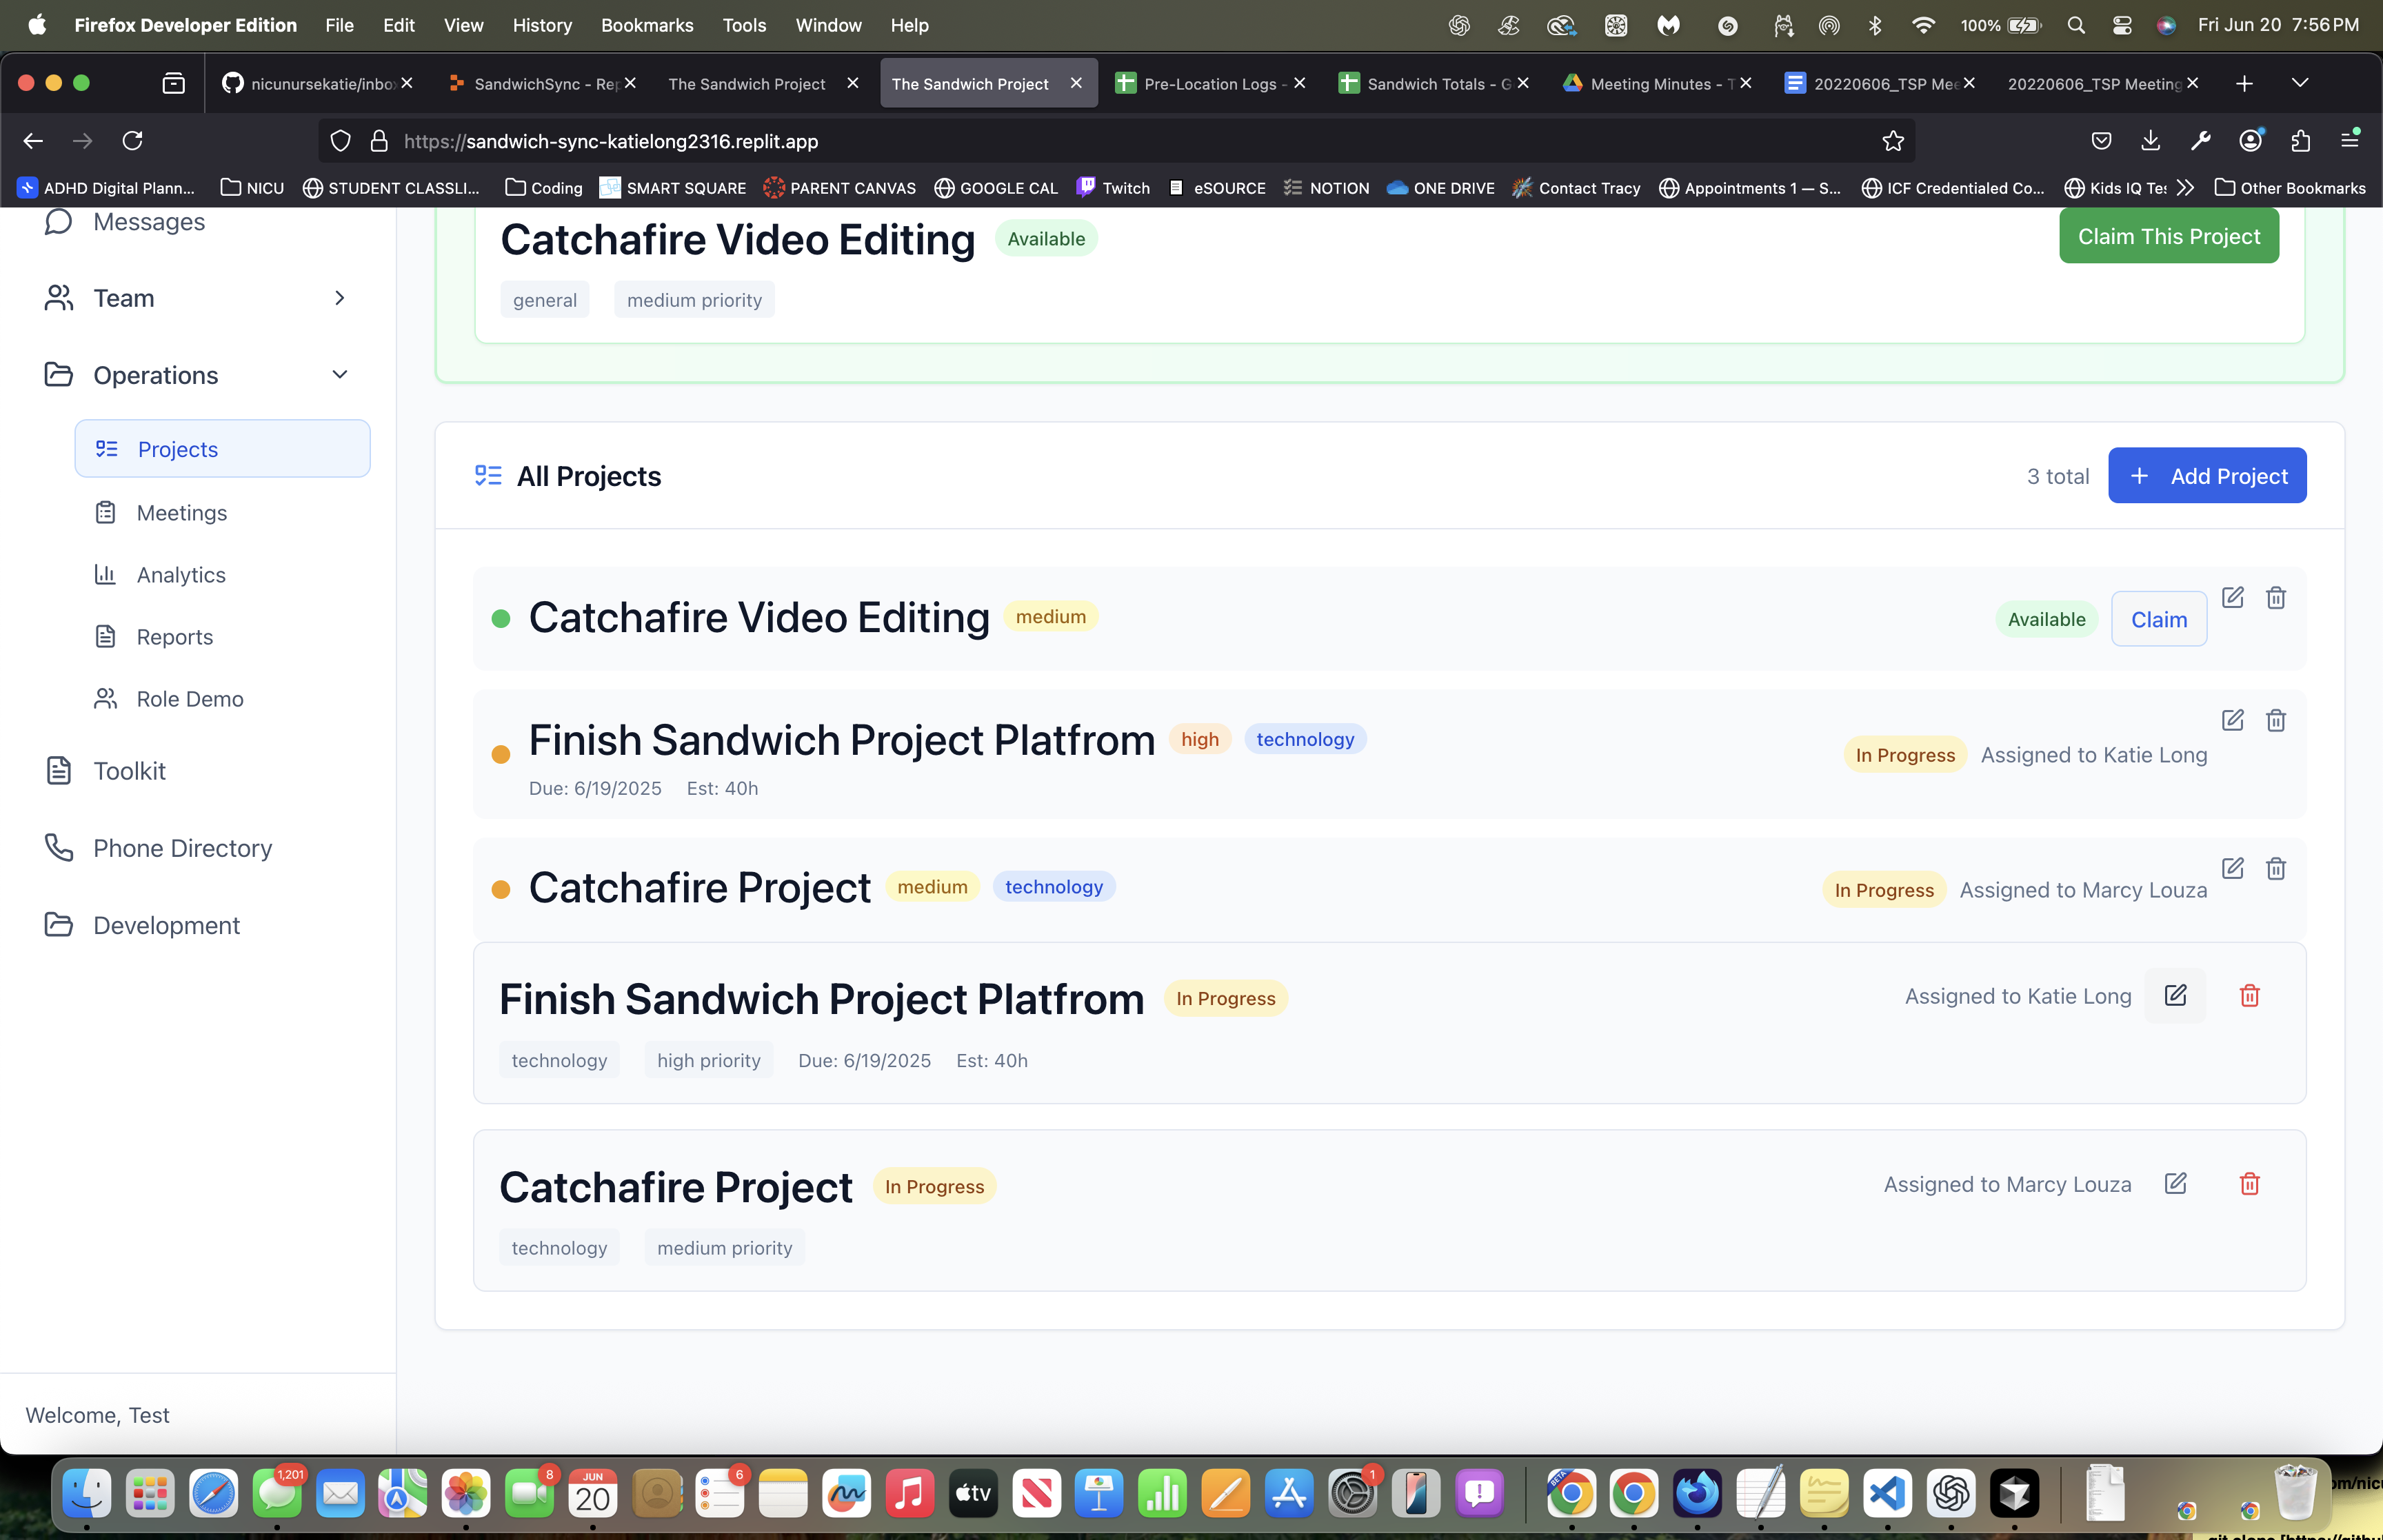 Firefox Developer Edition File Edit View History Bookmarks Tools Window Help 100% Fri Jun 20 7:56 PM
nicunursekatie/inbo SandwichSync - Rep The Sandwich Project The Sandwich Project Pre-Location Logs - Sandwich Totals - G Meeting Minutes - T 20220606_TSP Mee 20220606_TSP Meeting
https://sandwich-sync-katielong2316.replit.app
ADHD Digital Plann... NICU STUDENT CLASSLI... Coding SMART SQUARE PARENT CANVAS GOOGLE CAL Twitch eSOURCE NOTION ONE DRIVE Contact Tracy Appointments 1 — S... ICF Credentialed Co... Kids IQ Tes Other Bookmarks
Messages
Team
Operations
Projects
Meetings
Analytics
Reports
Role Demo
Toolkit
Phone Directory
Development
Welcome, Test
Catchafire Video Editing Available Claim This Project
general medium priority
All Projects 3 total + Add Project
Catchafire Video Editing medium Available Claim
Finish Sandwich Project Platfrom high technology In Progress Assigned to Katie Long
Due: 6/19/2025 Est: 40h
Catchafire Project medium technology In Progress Assigned to Marcy Louza
Finish Sandwich Project Platfrom In Progress Assigned to Katie Long
technology high priority Due: 6/19/2025 Est: 40h
Catchafire Project In Progress Assigned to Marcy Louza
technology medium priority
1,201 8 JUN 20 6 tv 1 BETA
om/nicu